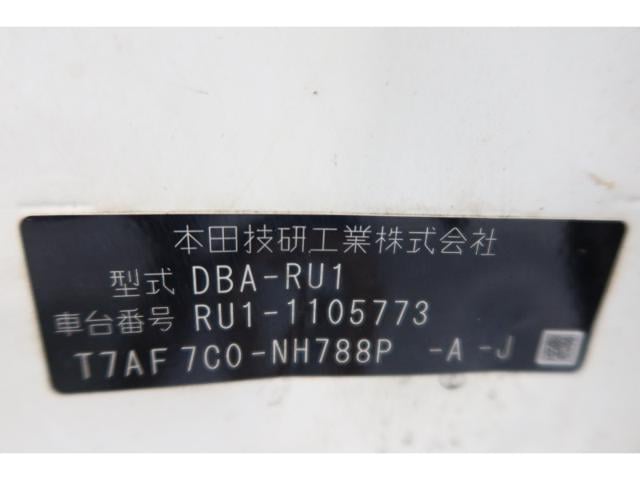 本田技研工業株式会社
型式 DBA-RU1
車台番号 RU1-1105773
T7AF 7C0-NH788P -A -J